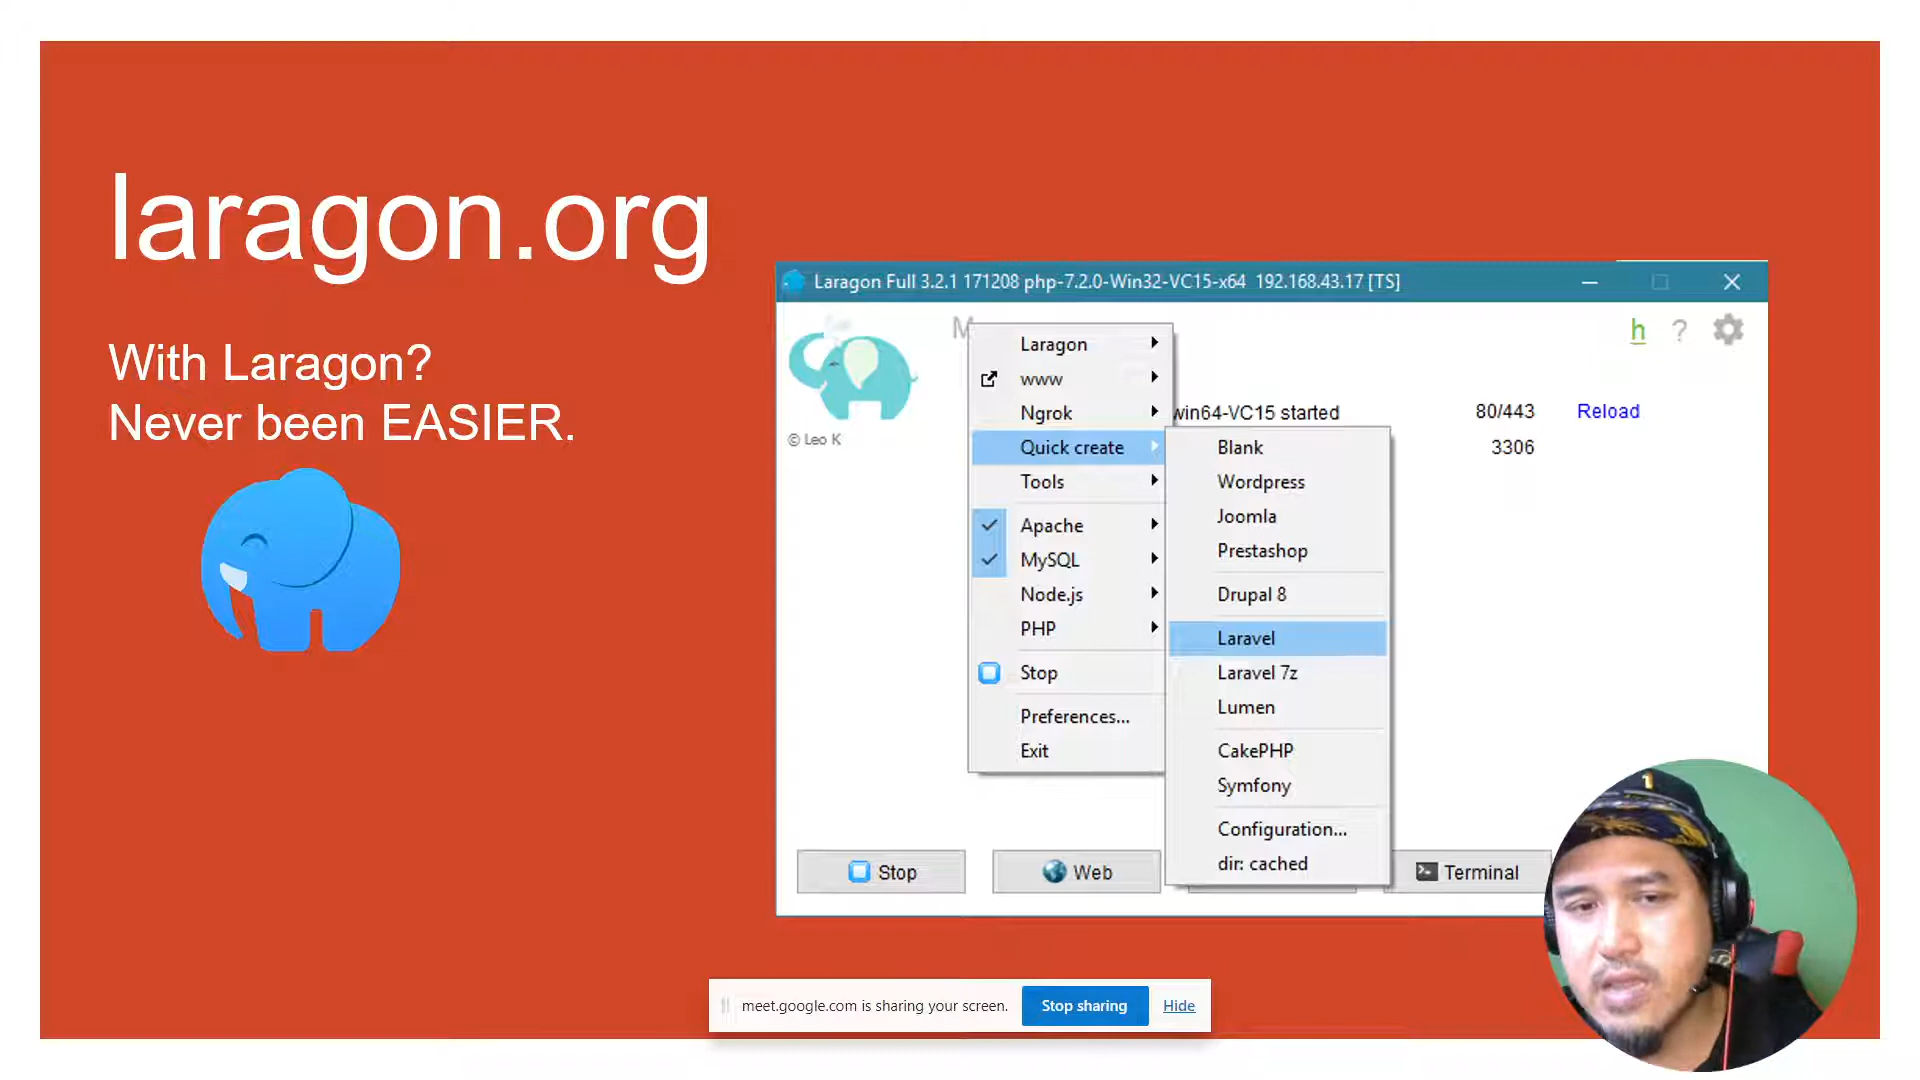 laragon.org
With Laragon?
Never been EASIER.
Laragon Full 3.2.1 171208 php-7.2.0-Win32-VC15-x64 192.168.43.17 [TS]
M
h ?
© Leo K
Laragon
www
Ngrok
Quick create
Tools
Apache
MySQL
Node.js
PHP
Stop
Preferences...
Exit
win64-VC15 started 80/443 Reload
3306
Blank
Wordpress
Joomla
Prestashop
Drupal 8
Laravel
Laravel 7z
Lumen
CakePHP
Symfony
Configuration...
dir: cached
Stop Web Terminal
meet.google.com is sharing your screen. Stop sharing Hide